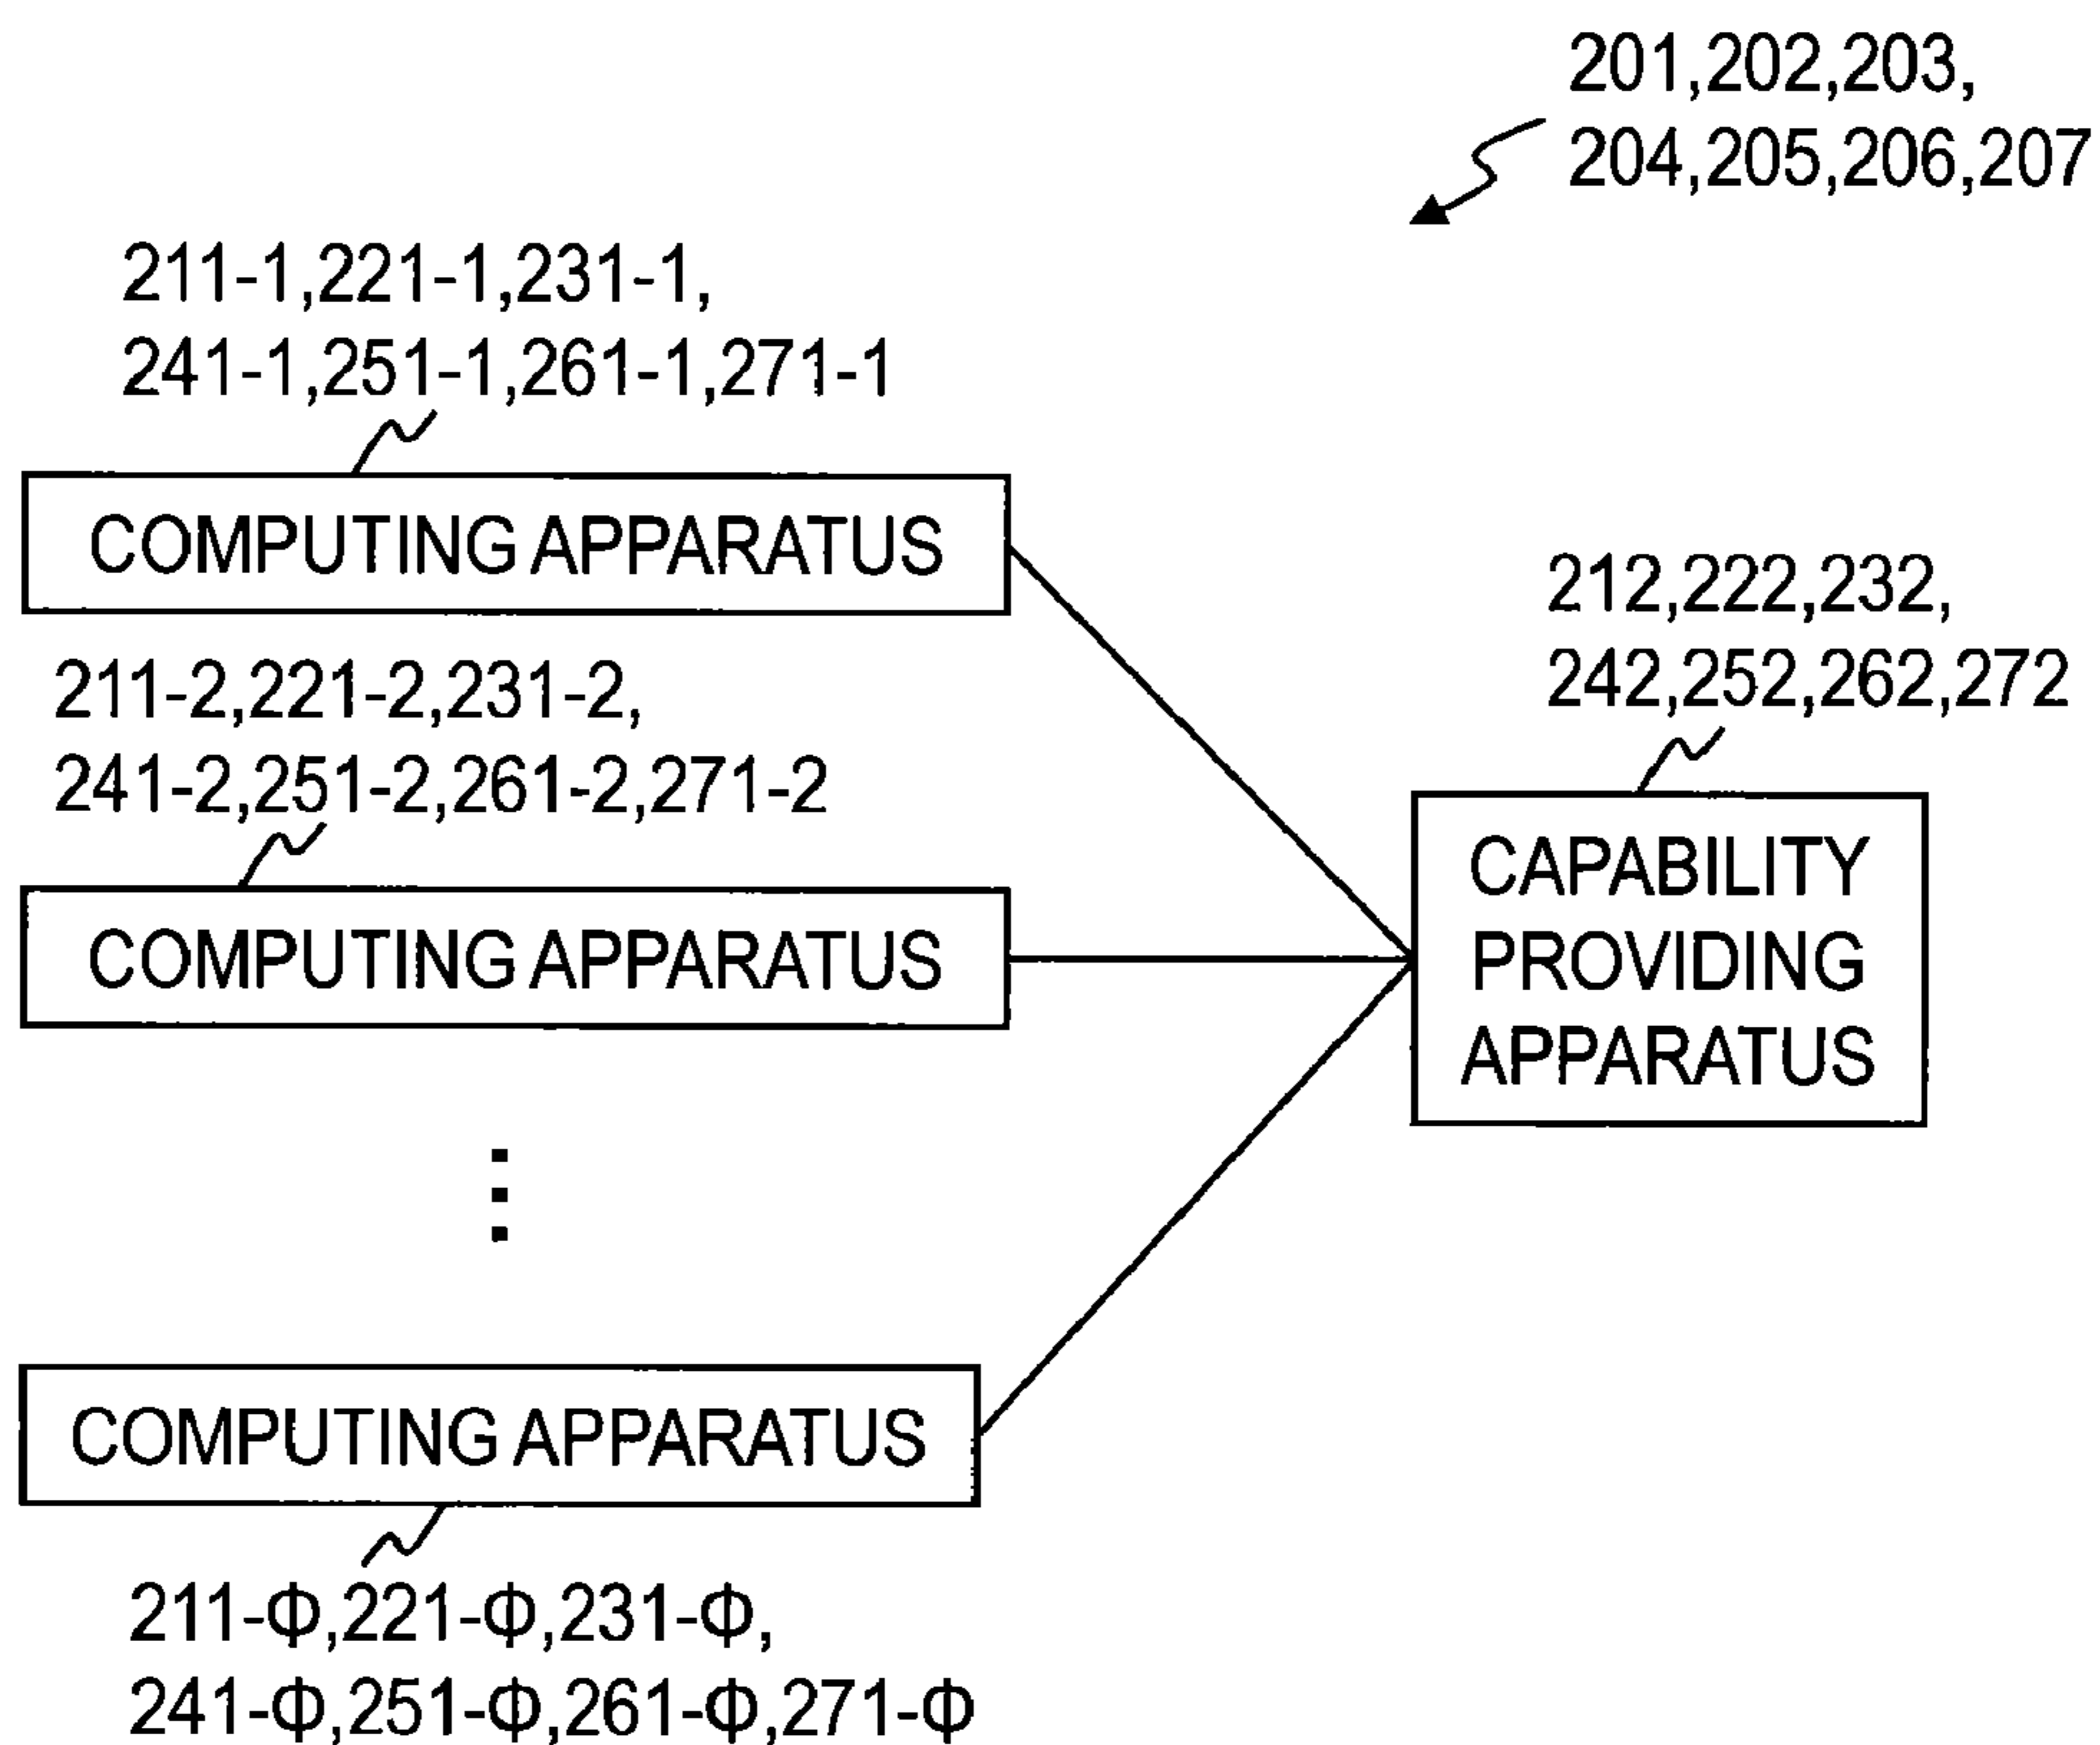 201,202,203,
204,205,206,207
211-1,221-1,231-1,
241-1,251-1,261-1,271-1
COMPUTING APPARATUS
212,222,232,
242,252,262,272
211-2,221-2,231-2,
241-2,251-2,261-2,271-2
COMPUTING APPARATUS
CAPABILITY
PROVIDING
APPARATUS
COMPUTING APPARATUS
211-Φ,221-Φ,231-Φ,
241-Φ,251-Φ,261-Φ,271-Φ